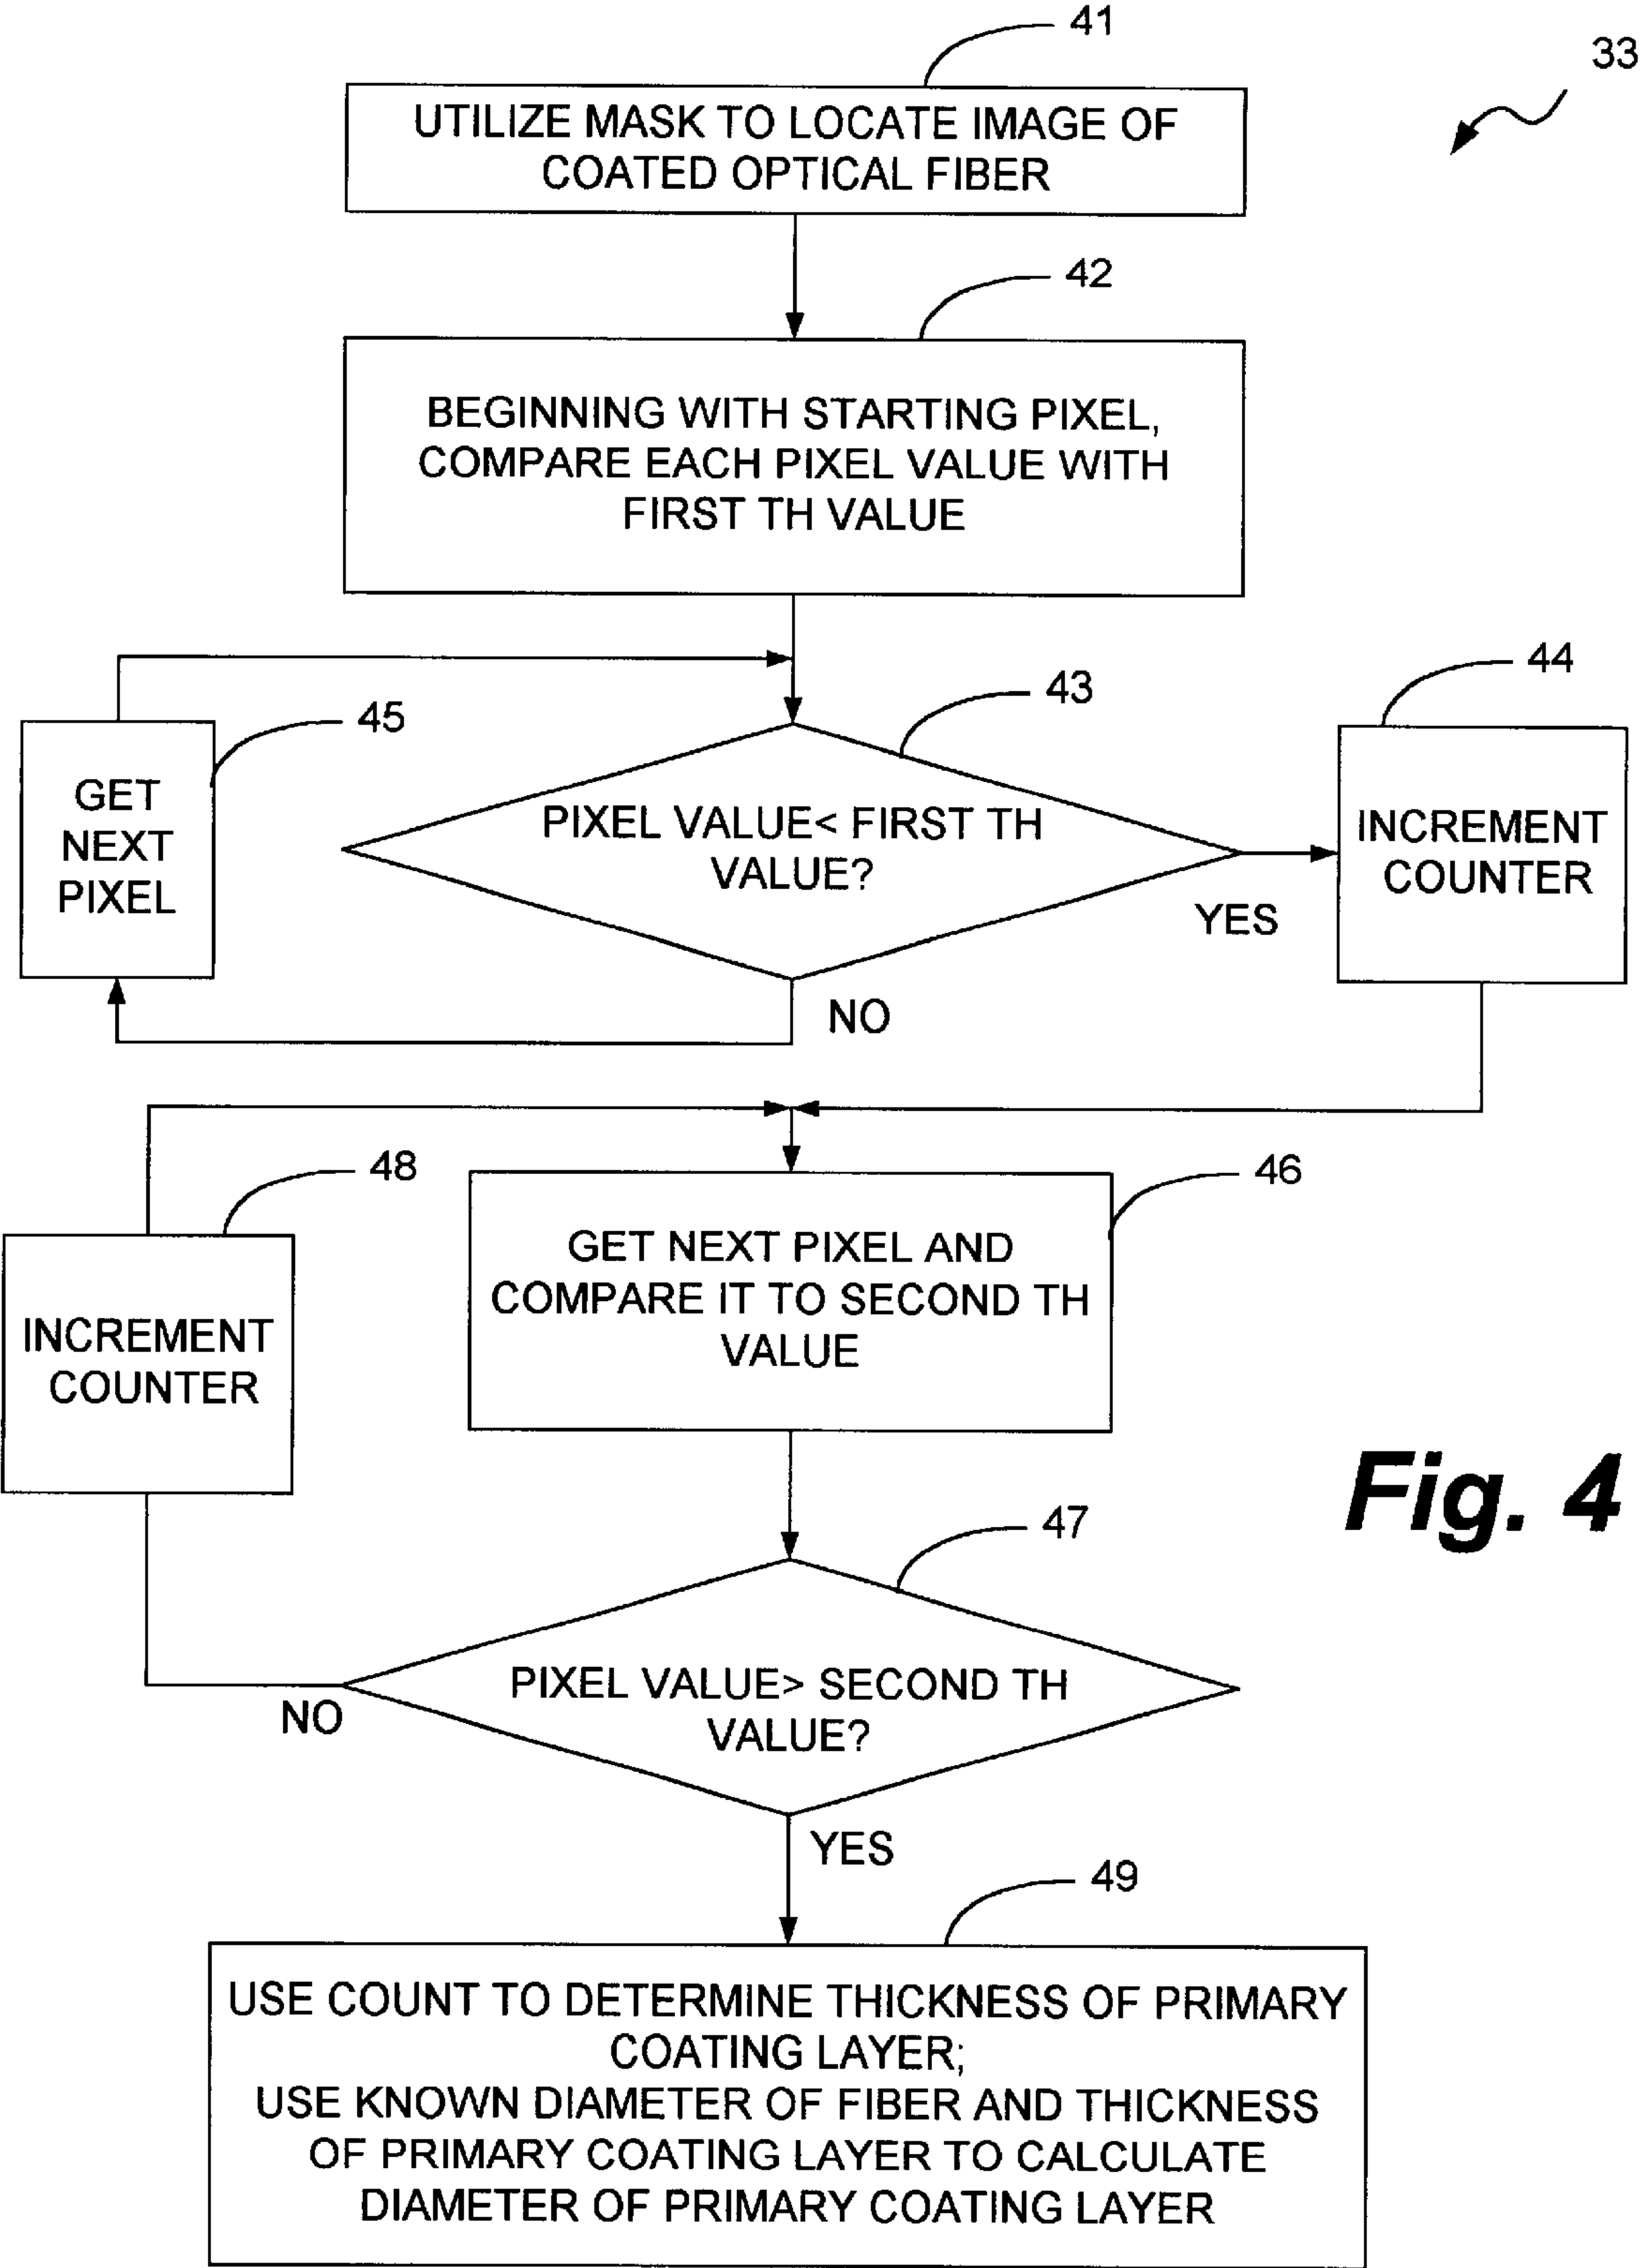 41
33
UTILIZE MASK TO LOCATE IMAGE OF
COATED OPTICAL FIBER
42
BEGINNING WITH STARTING PIXEL,
COMPARE EACH PIXEL VALUE WITH
FIRST TH VALUE
45
GET
NEXT
PIXEL
43
PIXEL VALUE< FIRST TH
VALUE?
YES
NO
44
INCREMENT
COUNTER
48
INCREMENT
COUNTER
46
GET NEXT PIXEL AND
COMPARE IT TO SECOND TH
VALUE
Fig. 4
47
PIXEL VALUE> SECOND TH
VALUE?
NO
YES
49
USE COUNT TO DETERMINE THICKNESS OF PRIMARY
COATING LAYER;
USE KNOWN DIAMETER OF FIBER AND THICKNESS
OF PRIMARY COATING LAYER TO CALCULATE
DIAMETER OF PRIMARY COATING LAYER